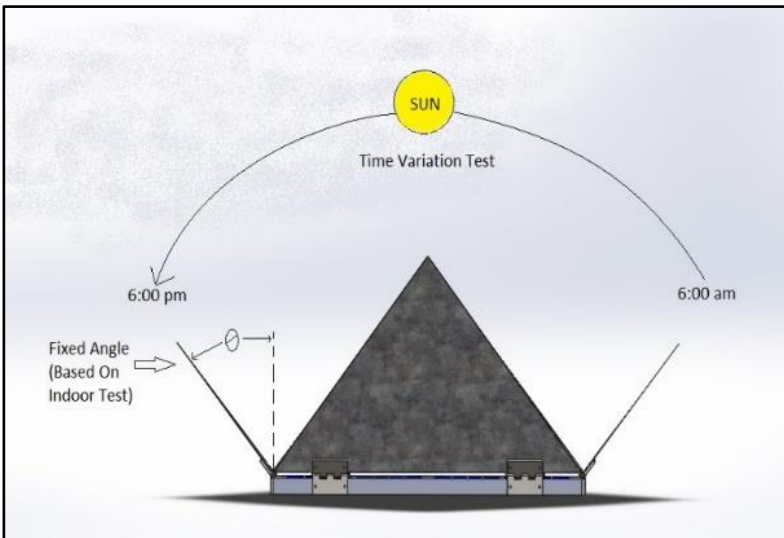 SUN
Time Variation Test
6:00 pm
6:00 am
Fixed Angle
(Based On
Indoor Test)
θ